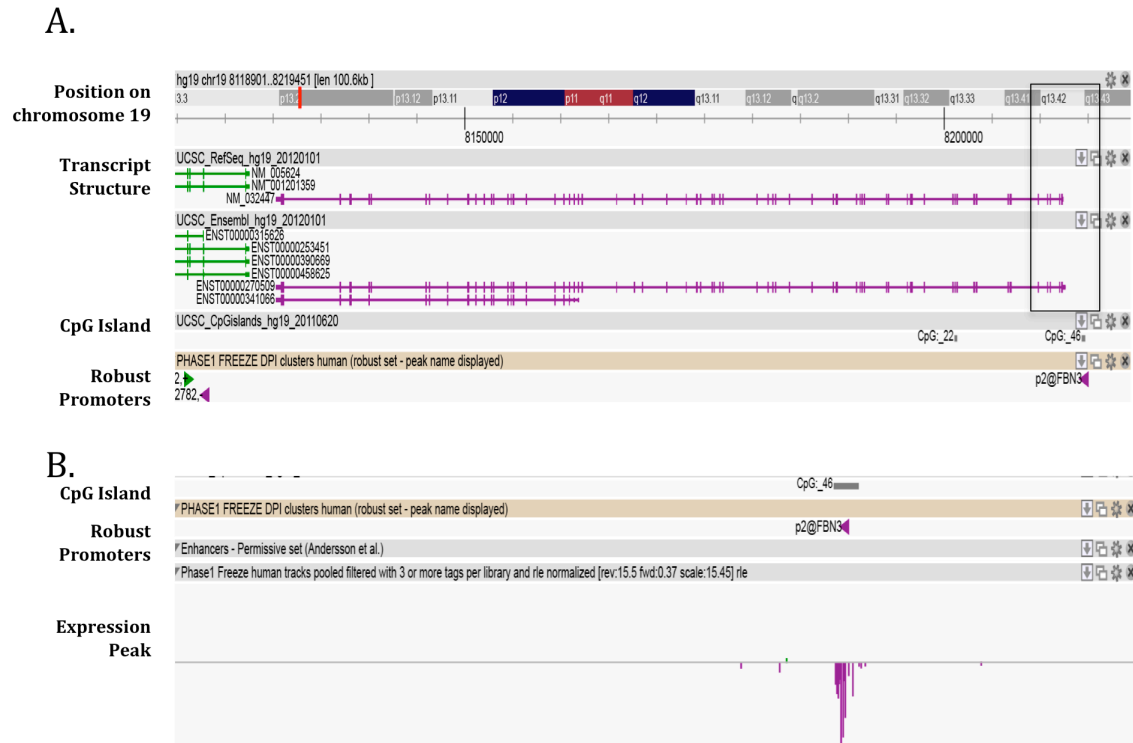 A.
Position on
chromosome 19
hg19 chr19 8118901..8219451 [len 100.6kb ]
3.3 p13.2 p13.12 p13.11 p12 p11 q11 q12 q13.11 q13.12 q q13.2 q13.31 q13.32 q13.33 q13.41 q13.42 q13.43
8150000 8200000
Transcript
Structure
UCSC_RefSeq_hg19_20120101
NM_005624
NM_001201359
NM_032447
UCSC_Ensembl_hg19_20120101
ENST00000315626
ENST00000253451
ENST00000390669
ENST00000458625
ENST00000270509
ENST00000341066
CpG Island
UCSC_CpGislands_hg19_20110620
CpG:_22 CpG:_46
PHASE1 FREEZE DPI clusters human (robust set - peak name displayed)
Robust
Promoters
2,+ p2@FBN3
2782,-
B.
CpG Island
CpG:_46
PHASE1 FREEZE DPI clusters human (robust set - peak name displayed)
Robust
Promoters
p2@FBN3
Enhancers - Permissive set (Andersson et al.)
Phase1 Freeze human tracks pooled filtered with 3 or more tags per library and rle normalized [rev:15.5 fwd:0.37 scale:15.45] rle
Expression
Peak